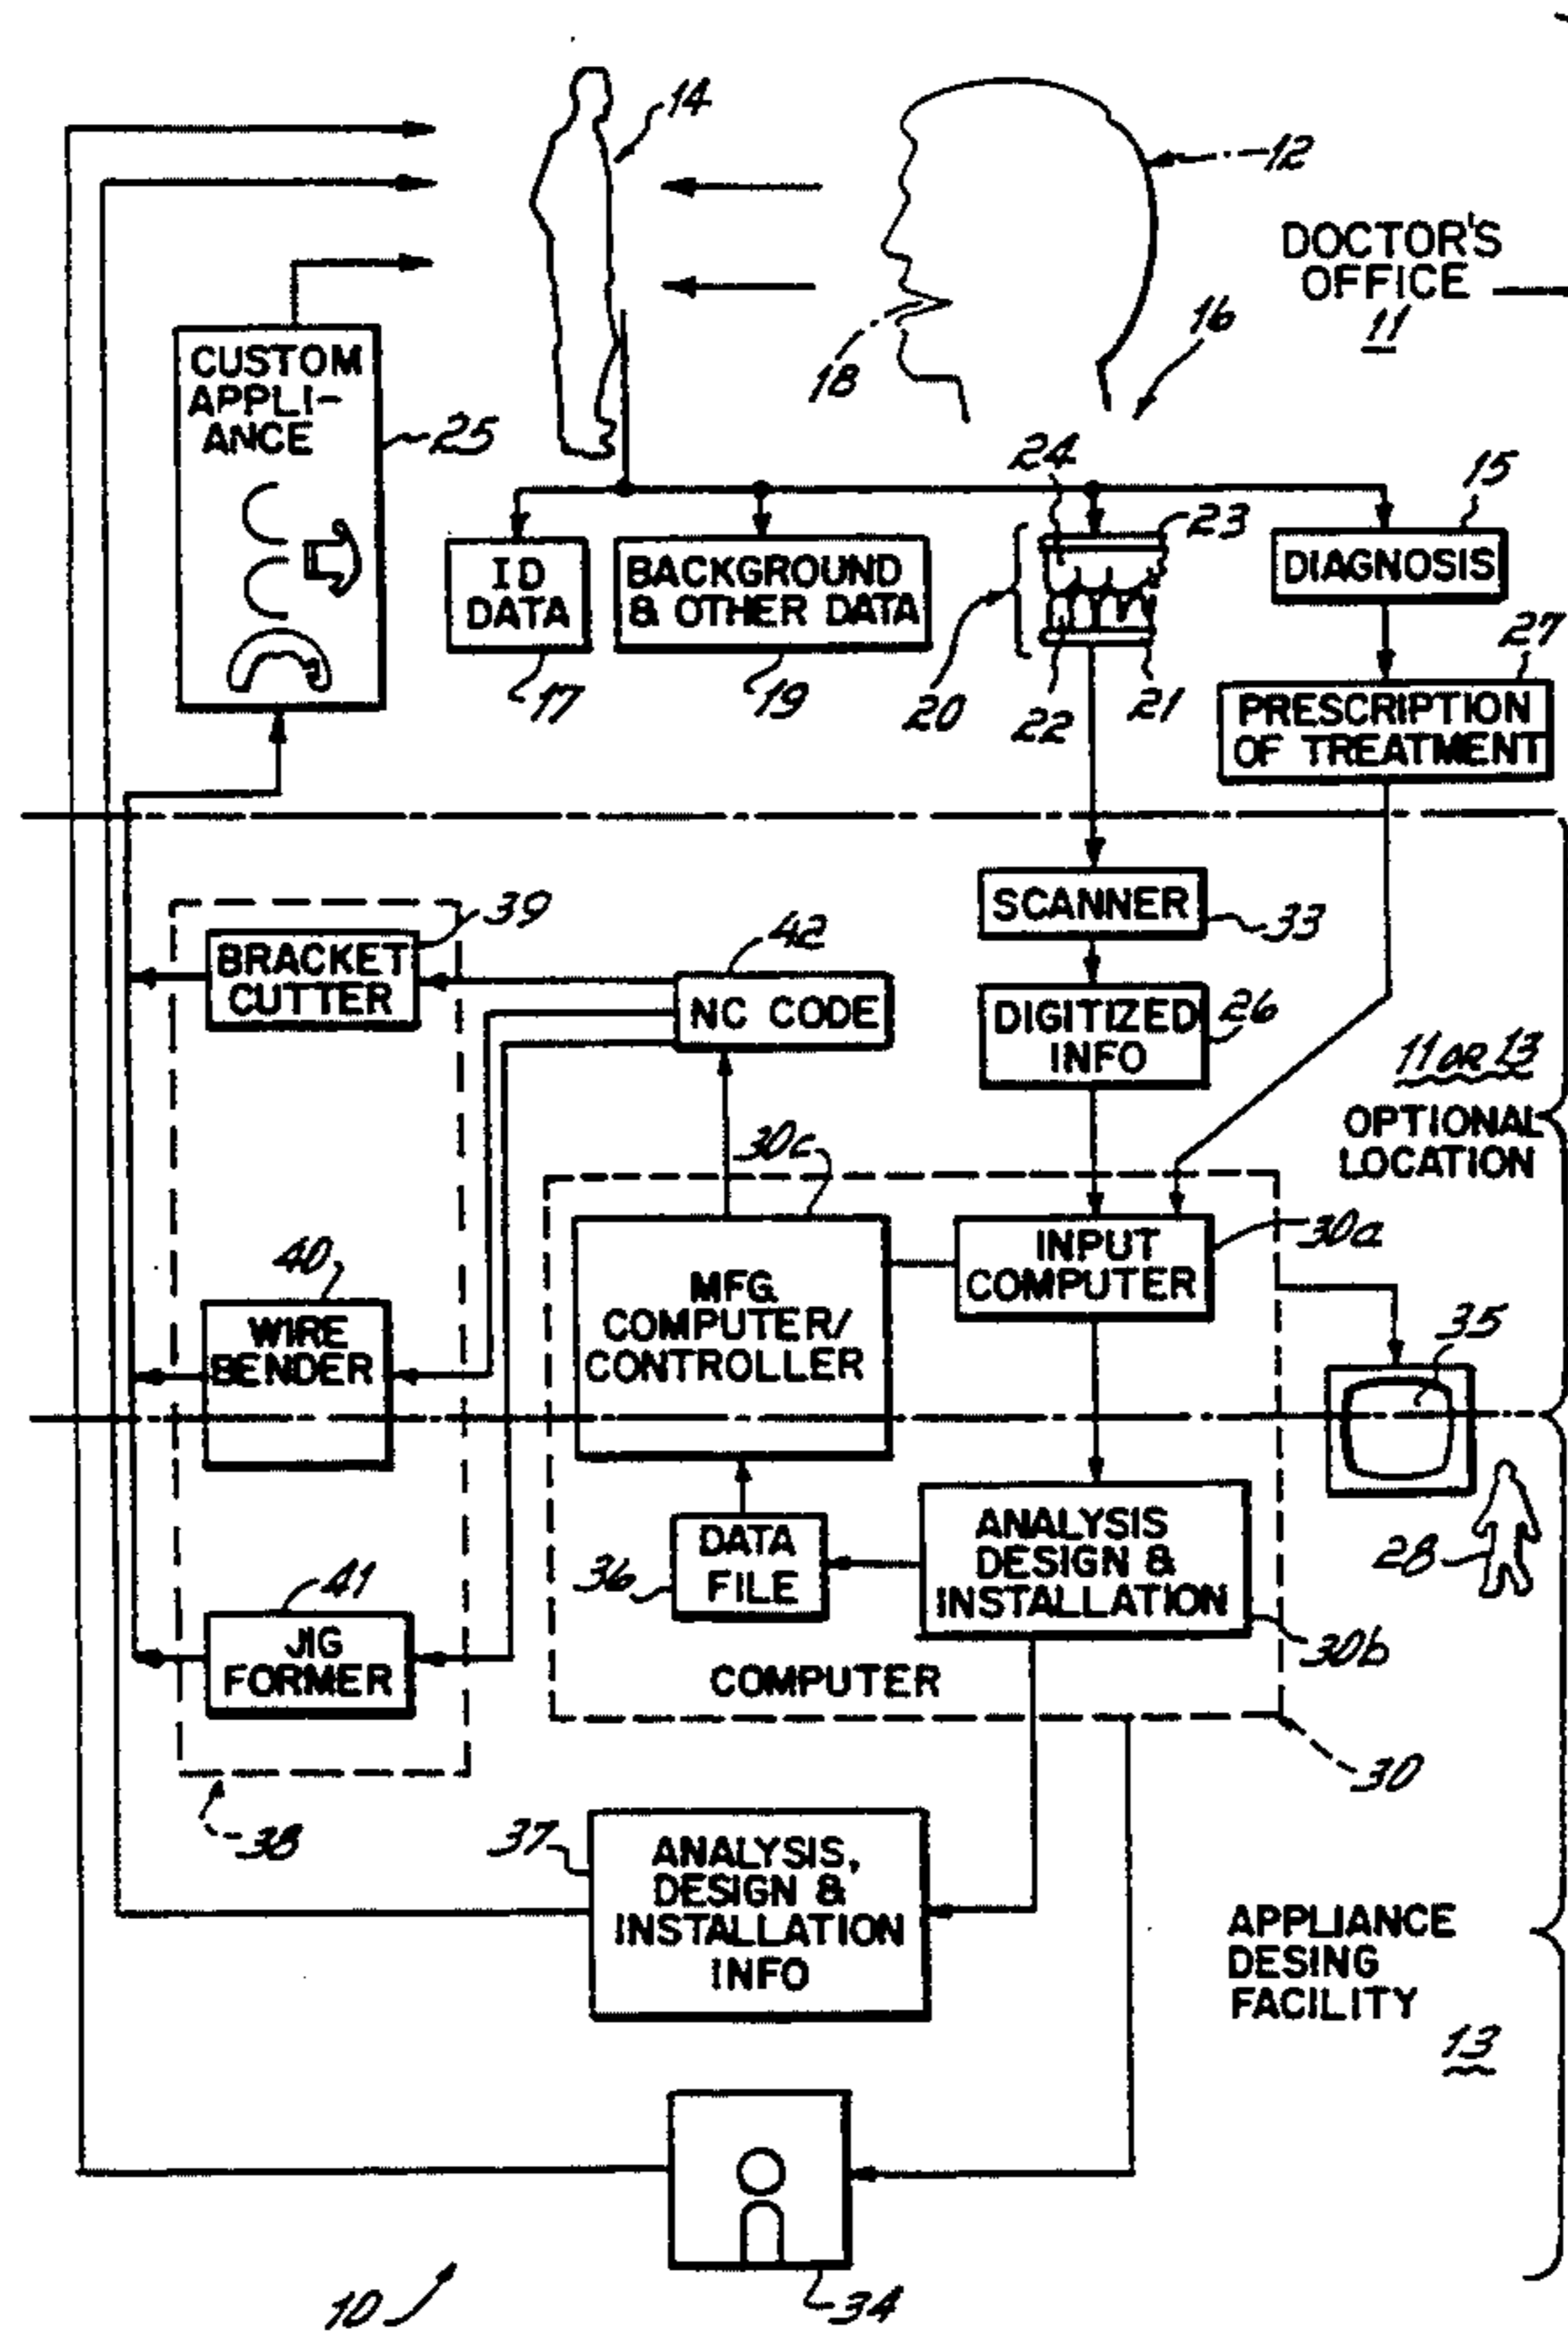 14
12
DOCTOR'S
OFFICE
11
16
18
CUSTOM
APPLI-
ANCE
25
24
15
23
ID
DATA
BACKGROUND
& OTHER DATA
20
DIAGNOSIS
27
17
19
22
21
PRESCRIPTION
OF TREATMENT
39
42
SCANNER
33
BRACKET
CUTTER
NC CODE
DIGITIZED
INFO
26
11 OR 13
OPTIONAL
LOCATION
30c
40
MFG.
COMPUTER/
CONTROLLER
INPUT
COMPUTER
30a
WIRE
BENDER
35
41
36
DATA
FILE
ANALYSIS
DESIGN &
INSTALLATION
28
JIG
FORMER
COMPUTER
30b
30
38
37
ANALYSIS,
DESIGN &
INSTALLATION
INFO
APPLIANCE
DESING
FACILITY
13
10
34